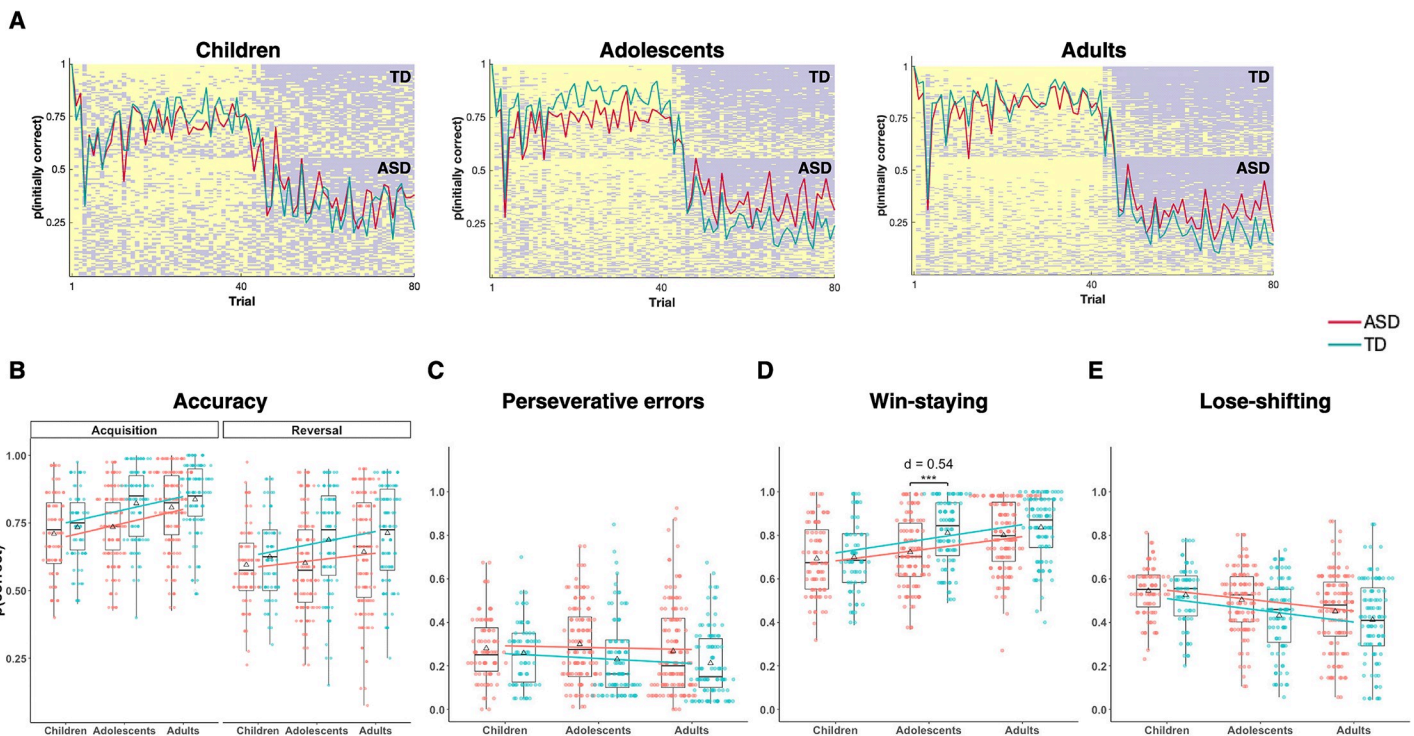 A
Children
Adolescents
Adults
p(initially correct)
1
0.75
0.5
0.25
TD
ASD
1
40
80
Trial
p(initially correct)
1
0.75
0.5
0.25
TD
ASD
1
40
80
Trial
p(initially correct)
1
0.75
0.5
0.25
TD
ASD
1
40
80
Trial
ASD
TD
B
Accuracy
Acquisition
Reversal
1.00
0.75
0.50
0.25
Children Adolescents Adults
Children Adolescents Adults
C
Perseverative errors
1.0
0.8
0.6
0.4
0.2
0.0
Children Adolescents Adults
D
Win-staying
d = 0.54
***
1.0
0.8
0.6
0.4
0.2
0.0
Children Adolescents Adults
E
Lose-shifting
1.0
0.8
0.6
0.4
0.2
0.0
Children Adolescents Adults